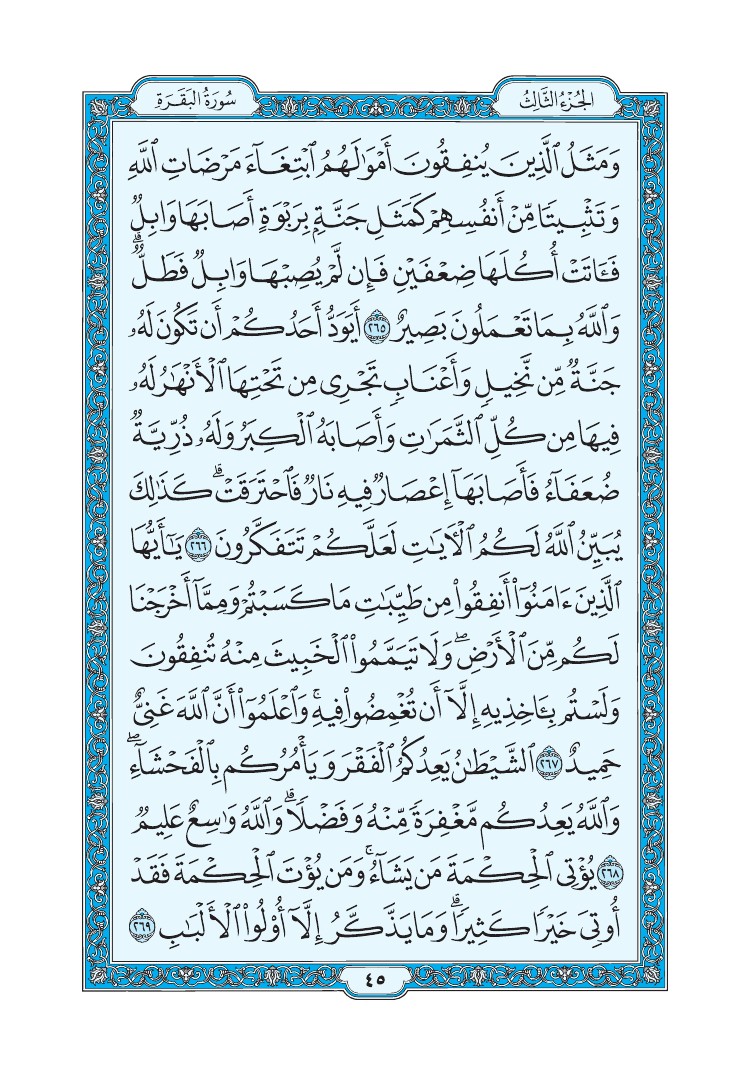 الجُزْءُ الثَّالِثُ
سُورَةُ البَقَرَةِ
وَمَثَلُ ٱلَّذِينَ يُنفِقُونَ أَمْوَٰلَهُمُ ٱبْتِغَآءَ مَرْضَاتِ ٱللَّهِ
وَتَثْبِيتًا مِّنْ أَنفُسِهِمْ كَمَثَلِ جَنَّةٍۭ بِرَبْوَةٍ أَصَابَهَا وَابِلٌ
فَـَٔاتَتْ أُكُلَهَا ضِعْفَيْنِ فَإِن لَّمْ يُصِبْهَا وَابِلٌ فَطَلٌّ ۗ
وَٱللَّهُ بِمَا تَعْمَلُونَ بَصِيرٌ ٢٦٥ أَيَوَدُّ أَحَدُكُمْ أَن تَكُونَ لَهُۥ
جَنَّةٌ مِّن نَّخِيلٍ وَأَعْنَابٍ تَجْرِى مِن تَحْتِهَا ٱلْأَنْهَٰرُ لَهُۥ
فِيهَا مِن كُلِّ ٱلثَّمَرَٰتِ وَأَصَابَهُ ٱلْكِبَرُ وَلَهُۥ ذُرِّيَّةٌ
ضُعَفَآءُ فَأَصَابَهَآ إِعْصَارٌ فِيهِ نَارٌ فَٱحْتَرَقَتْ ۗ كَذَٰلِكَ
يُبَيِّنُ ٱللَّهُ لَكُمُ ٱلْـَٔايَٰتِ لَعَلَّكُمْ تَتَفَكَّرُونَ ٢٦٦ يَٰٓأَيُّهَا
ٱلَّذِينَ ءَامَنُوٓا۟ أَنفِقُوا۟ مِن طَيِّبَٰتِ مَا كَسَبْتُمْ وَمِمَّآ أَخْرَجْنَا
لَكُم مِّنَ ٱلْأَرْضِ ۖ وَلَا تَيَمَّمُوا۟ ٱلْخَبِيثَ مِنْهُ تُنفِقُونَ
وَلَسْتُم بِـَٔاخِذِيهِ إِلَّآ أَن تُغْمِضُوا۟ فِيهِ ۚ وَٱعْلَمُوٓا۟ أَنَّ ٱللَّهَ غَنِىٌّ
حَمِيدٌ ٢٦٧ ٱلشَّيْطَٰنُ يَعِدُكُمُ ٱلْفَقْرَ وَيَأْمُرُكُم بِٱلْفَحْشَآءِ ۖ
وَٱللَّهُ يَعِدُكُم مَّغْفِرَةً مِّنْهُ وَفَضْلًا ۗ وَٱللَّهُ وَٰسِعٌ عَلِيمٌ
٢٦٨ يُؤْتِى ٱلْحِكْمَةَ مَن يَشَآءُ ۚ وَمَن يُؤْتَ ٱلْحِكْمَةَ فَقَدْ
أُوتِىَ خَيْرًا كَثِيرًا ۗ وَمَا يَذَّكَّرُ إِلَّآ أُو۟لُوا۟ ٱلْأَلْبَٰبِ ٢٦٩
٤٥